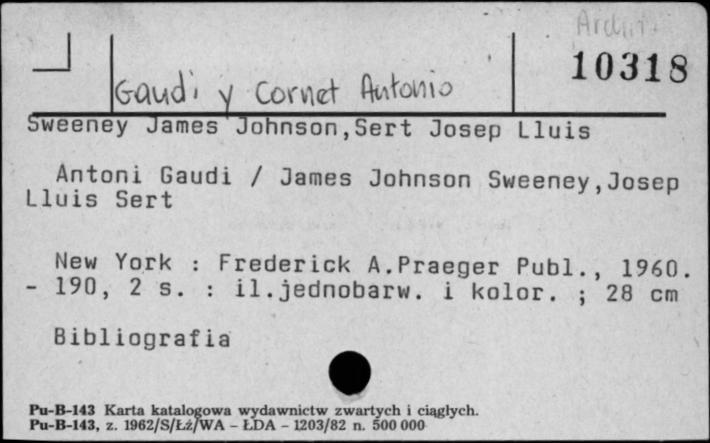 10318
Gaudi y Cornet Antonio
Sweeney James Johnson,Sert Josep Lluis
Antoni Gaudi / James Johnson Sweeney,Josep
Lluis Sert
New York : Frederick A.Praeger Publ., 1960.
- 190, 2 s. : il.jednobarw. i kolor. ; 28 cm
Bibliografia
Pu-B-143 Karta katalogowa wydawnictw zwartych i ciągłych.
Pu-B-143, z. 1962/S/Łź/WA - ŁDA - 1203/82 n. 500 000